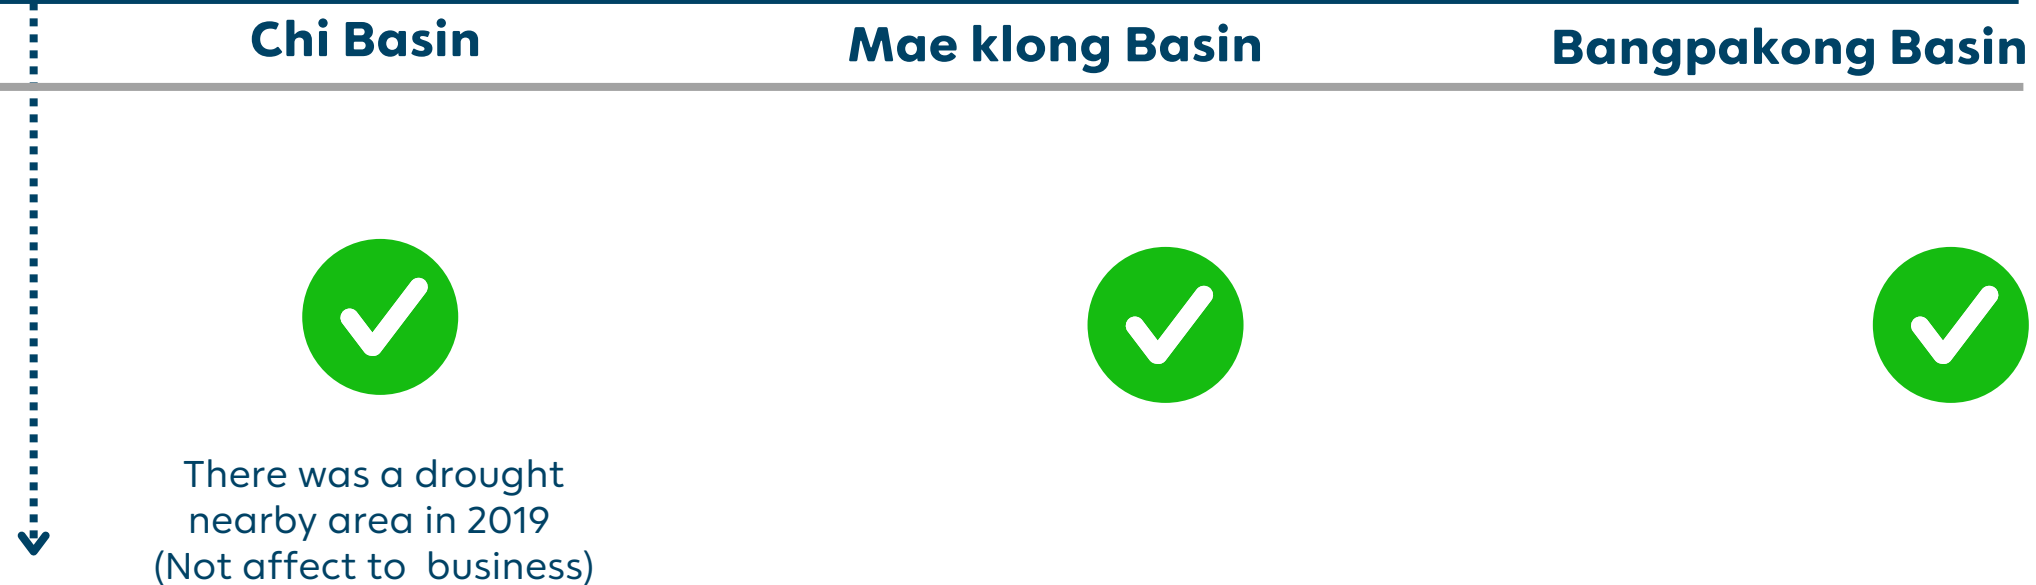 Chi Basin
Mae klong Basin
Bangpakong Basin
There was a drought
nearby area in 2019
(Not affect to  business)